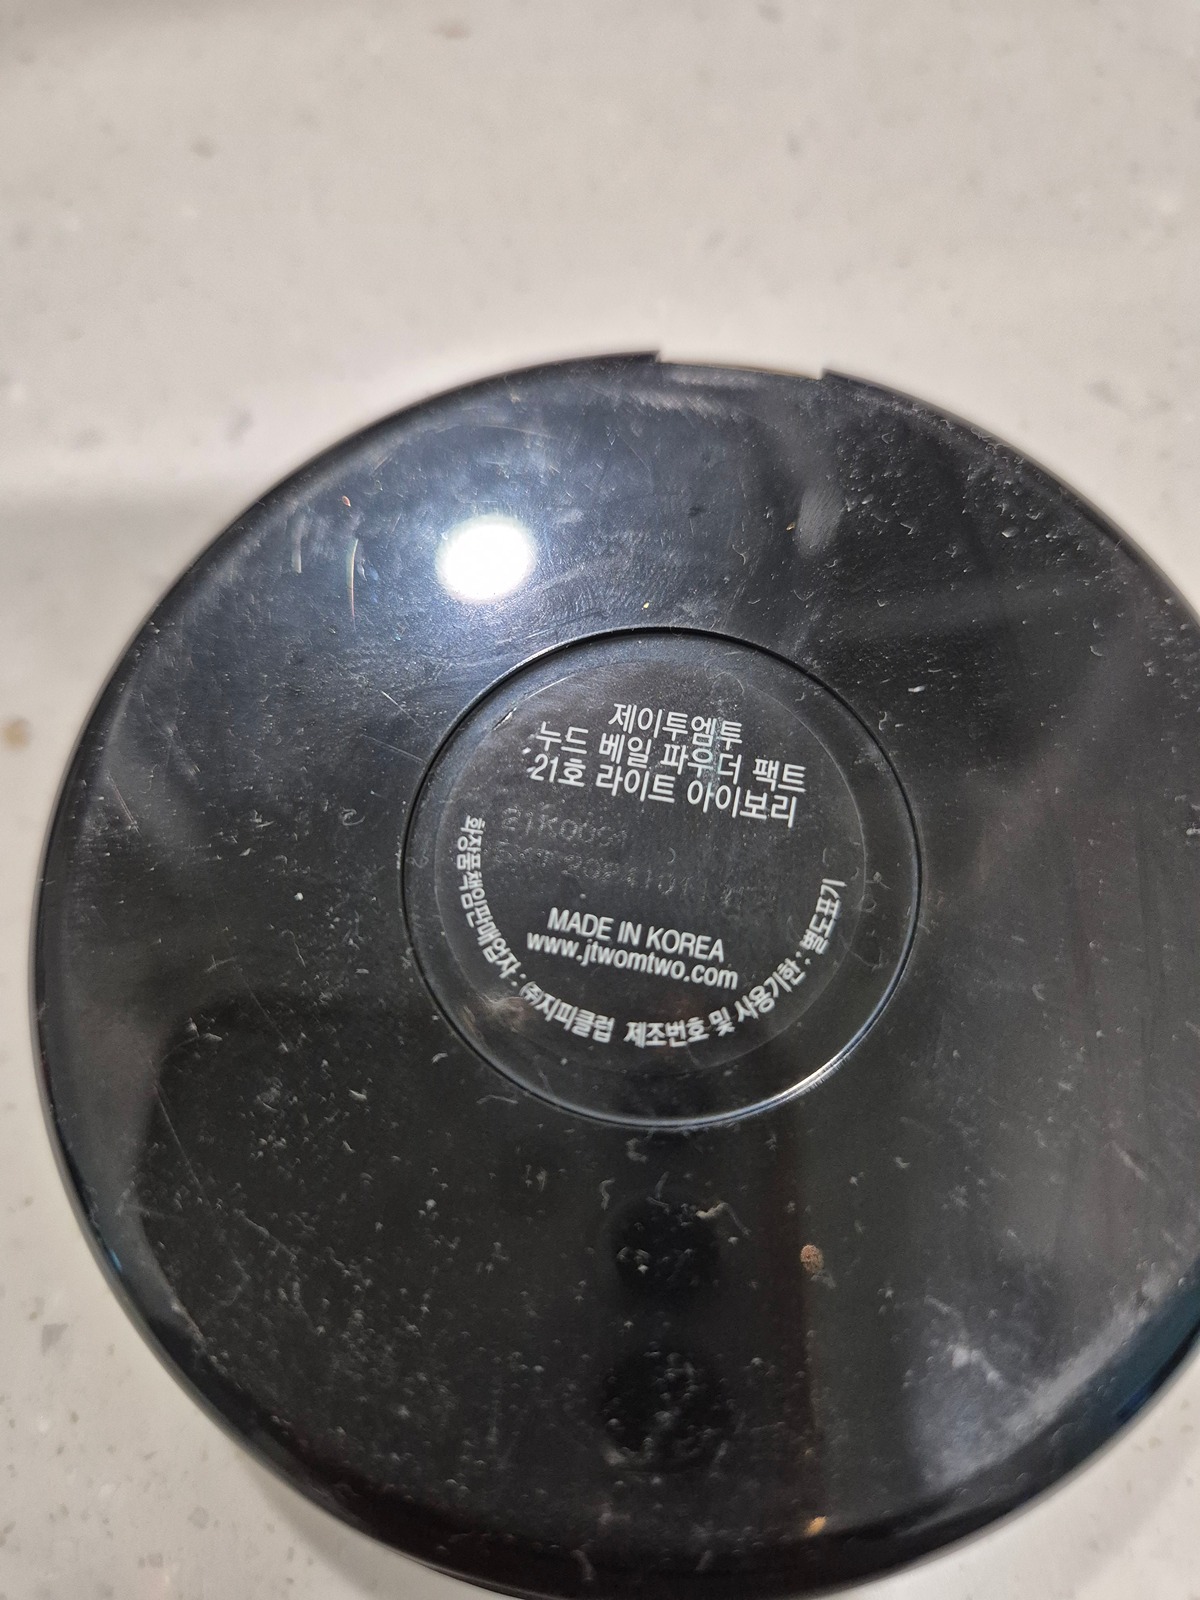 제이투엠투
누드 베일 파우더 팩트
21호 라이트 아이보리
MADE IN KOREA
www.jtwomtwo.com
화장품책임판매업자 : ㈜지피클럽 제조번호 및 사용기한 : 별도표기